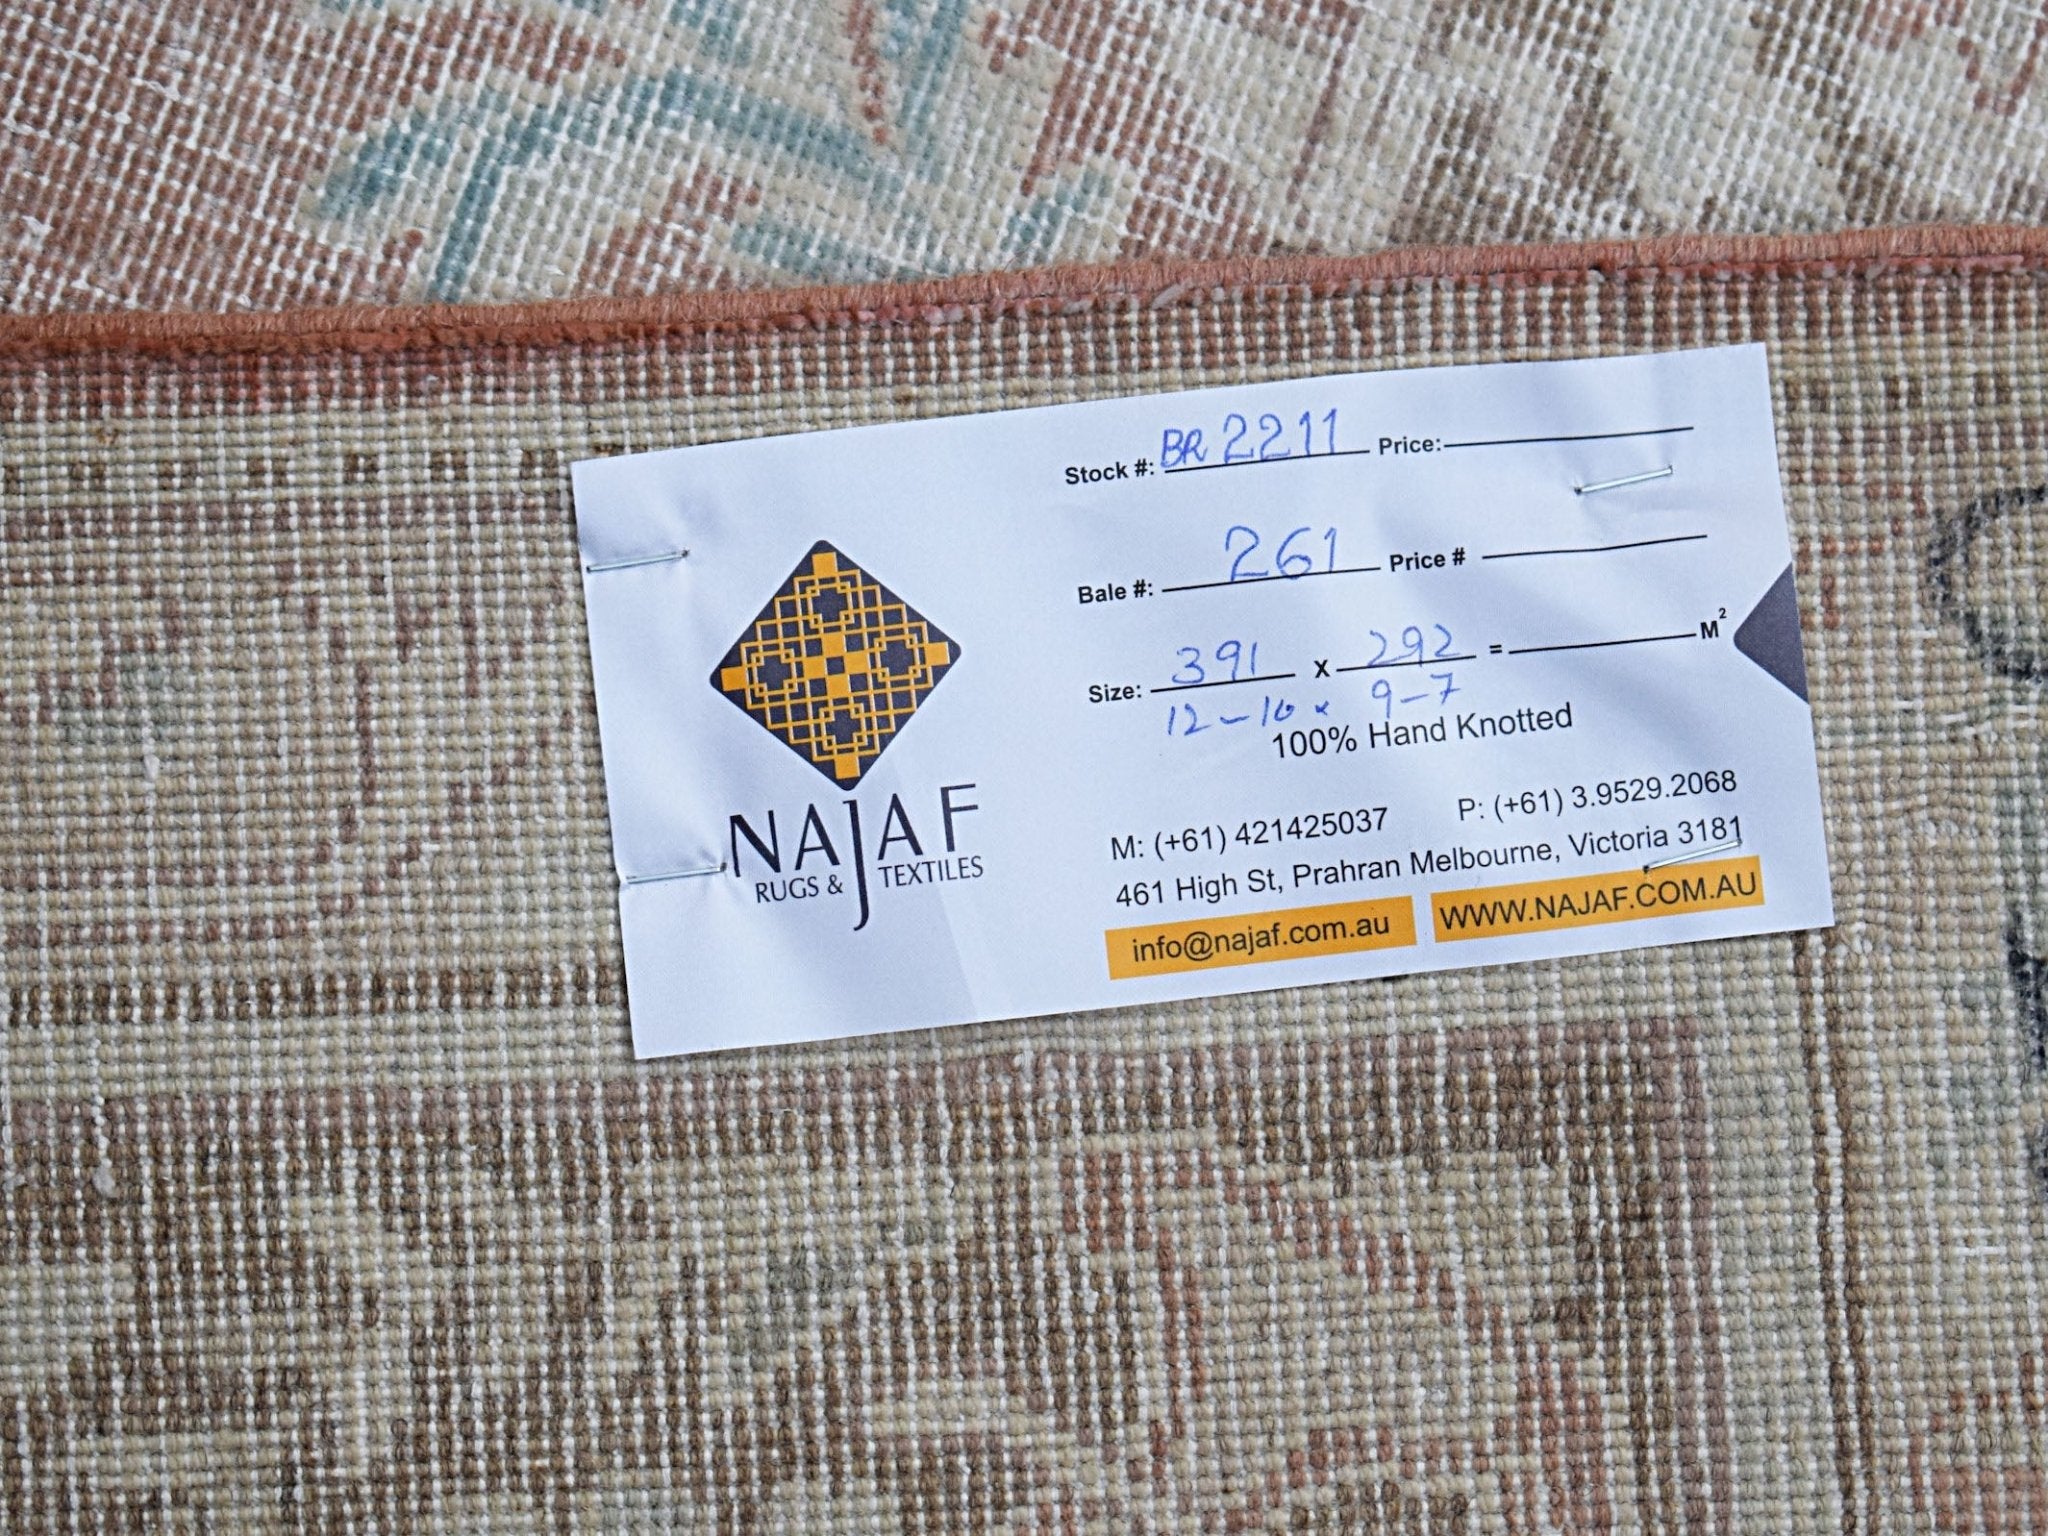 Stock #: BR 2211 Price:
Bale #: 261 Price #
Size: 391 x 292 = M²
12-10 x 9-7
100% Hand Knotted
NAJAF
RUGS & TEXTILES
M: (+61) 421425037 P: (+61) 3.9529.2068
461 High St, Prahran Melbourne, Victoria 3181
info@najaf.com.au WWW.NAJAF.COM.AU